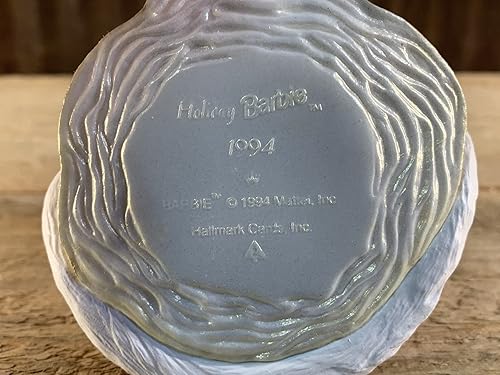 Holiday Barbie™
1994
BARBIE™ © 1994 Mattel, Inc
Hallmark Cards, Inc.